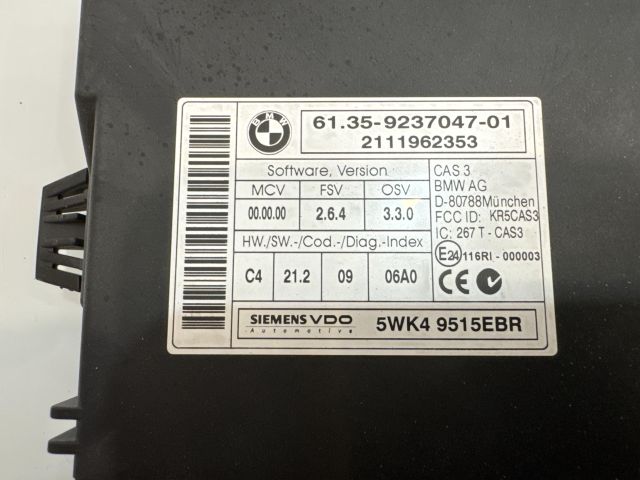 BMW
61.35-9237047-01
2111962353
Software, Version
MCV FSV OSV
00.00.00 2.6.4 3.3.0
HW./SW.-/Cod.-/Diag.-Index
C4 21.2 09 06A0
CAS 3
BMW AG
D-80788München
FCC ID: KR5CAS3
IC: 267 T - CAS3
E24 116RI - 000003
CE
SIEMENS VDO
Automotive
5WK4 9515EBR